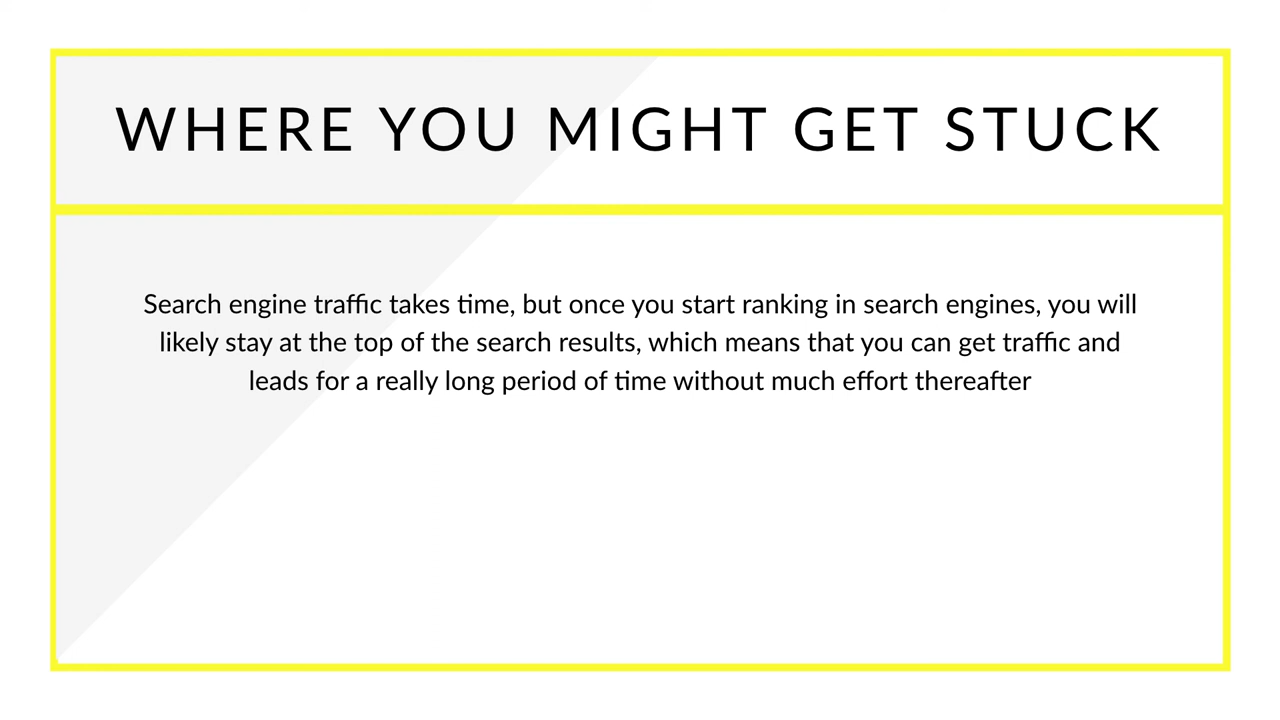 WHERE YOU MIGHT GET STUCK
Search engine traffic takes time, but once you start ranking in search engines, you will
likely stay at the top of the search results, which means that you can get traffic and
leads for a really long period of time without much effort thereafter